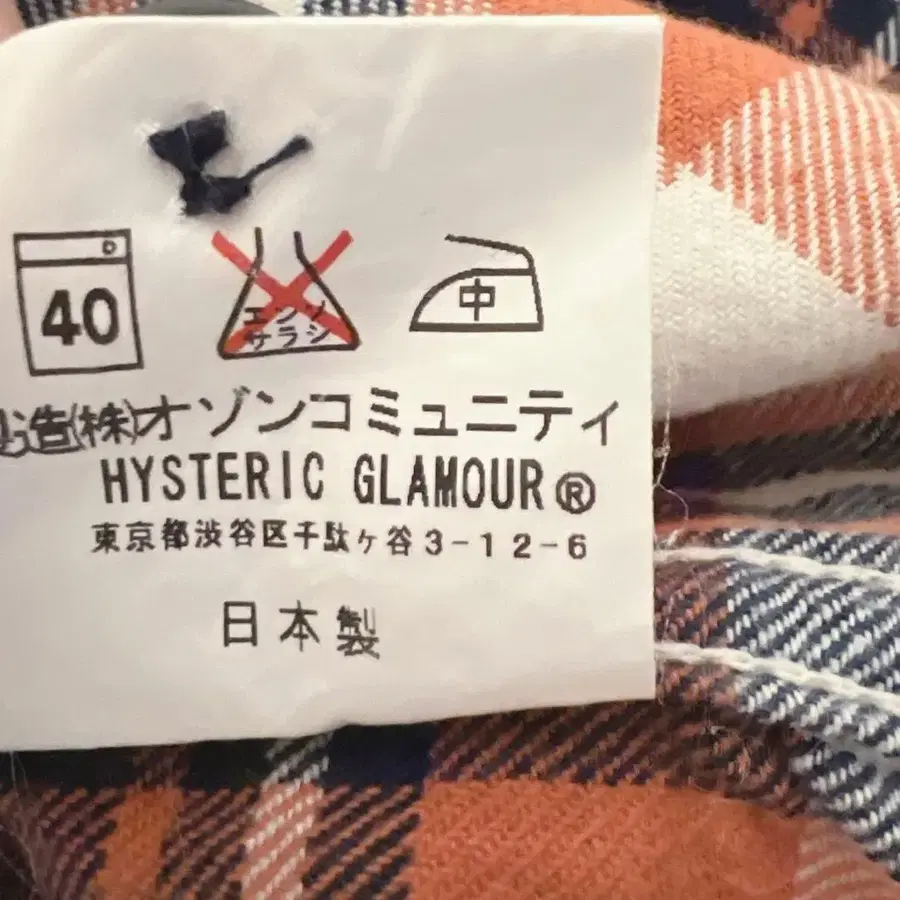 40
エンソ
サラシ
中
製造(株)オゾンコミュニティ
HYSTERIC GLAMOUR®
東京都渋谷区千駄ヶ谷3-12-6
日本製